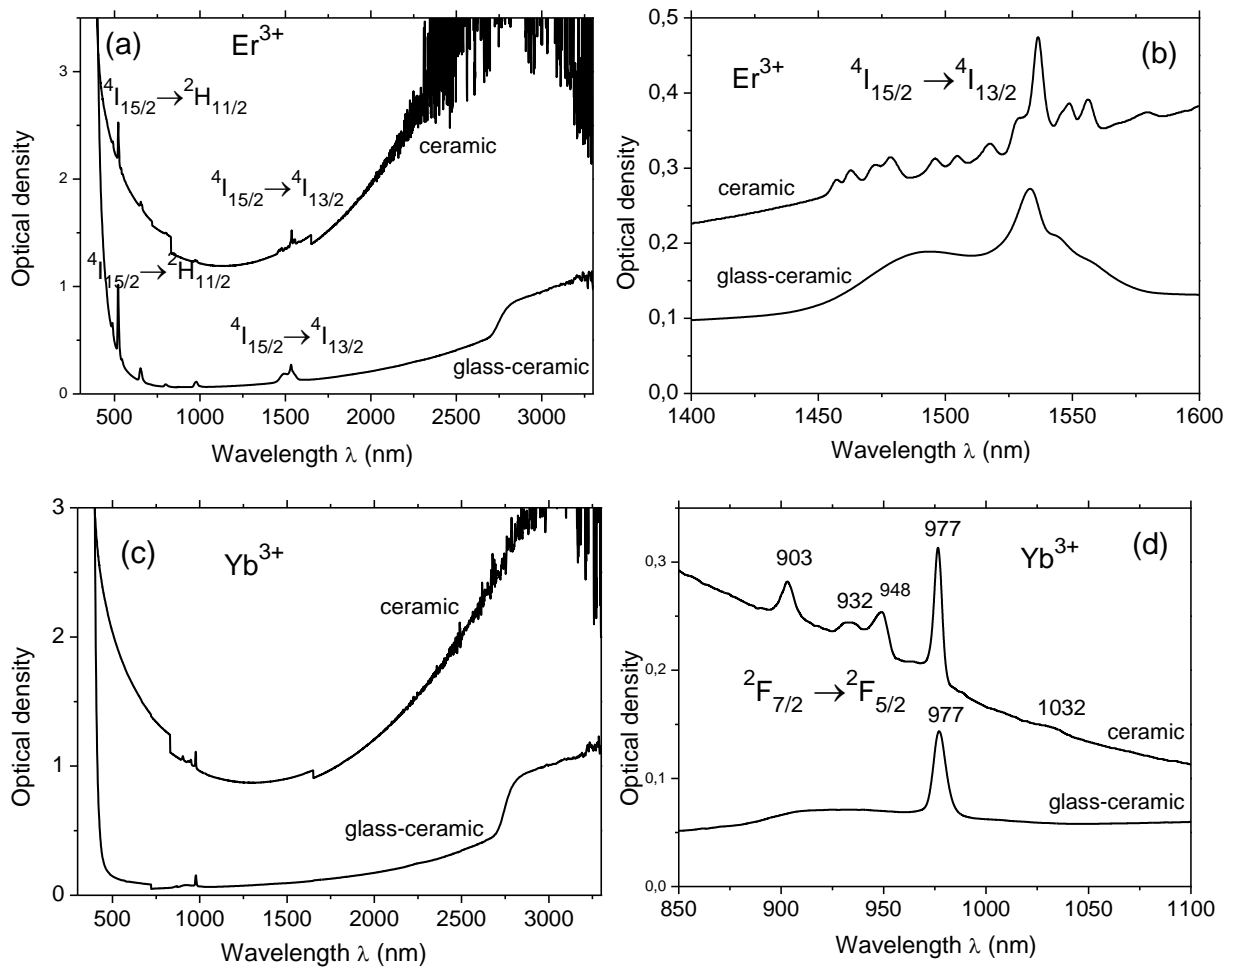 (a)
Er3+
4I15/2→2H11/2
ceramic
4I15/2→4I13/2
4I15/2→2H11/2
4I15/2→4I13/2
glass-ceramic
3
2
1
0
Optical density
500 1000 1500 2000 2500 3000
Wavelength λ (nm)
0,5
0,4
0,3
0,2
0,1
0,0
Optical density
Er3+
4I15/2 →4I13/2
(b)
ceramic
glass-ceramic
1400 1450 1500 1550 1600
Wavelength λ (nm)
3
2
1
0
Optical density
(c)
Yb3+
ceramic
glass-ceramic
500 1000 1500 2000 2500 3000
Wavelength λ (nm)
0,3
0,2
0,1
0,0
Optical density
977
Yb3+
(d)
903
932
948
2F7/2 →2F5/2
977
1032
ceramic
glass-ceramic
850 900 950 1000 1050 1100
Wavelength λ (nm)